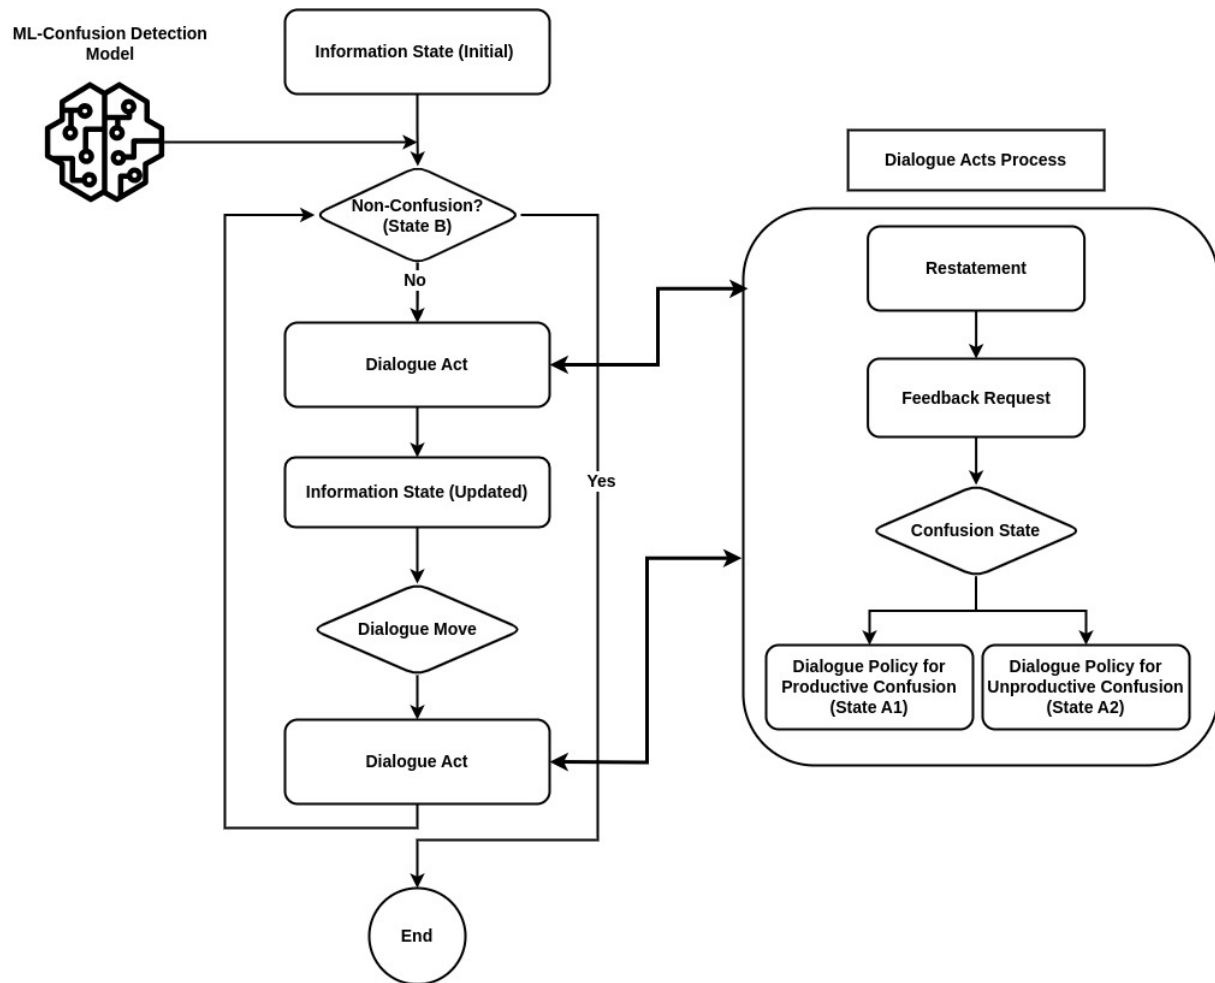 ML-Confusion Detection
Model
Information State (Initial)
Non-Confusion?
(State B)
No
Dialogue Act
Information State (Updated)
Yes
Dialogue Move
Dialogue Act
End
Dialogue Acts Process
Restatement
Feedback Request
Confusion State
Dialogue Policy for
Productive Confusion
(State A1)
Dialogue Policy for
Unproductive Confusion
(State A2)